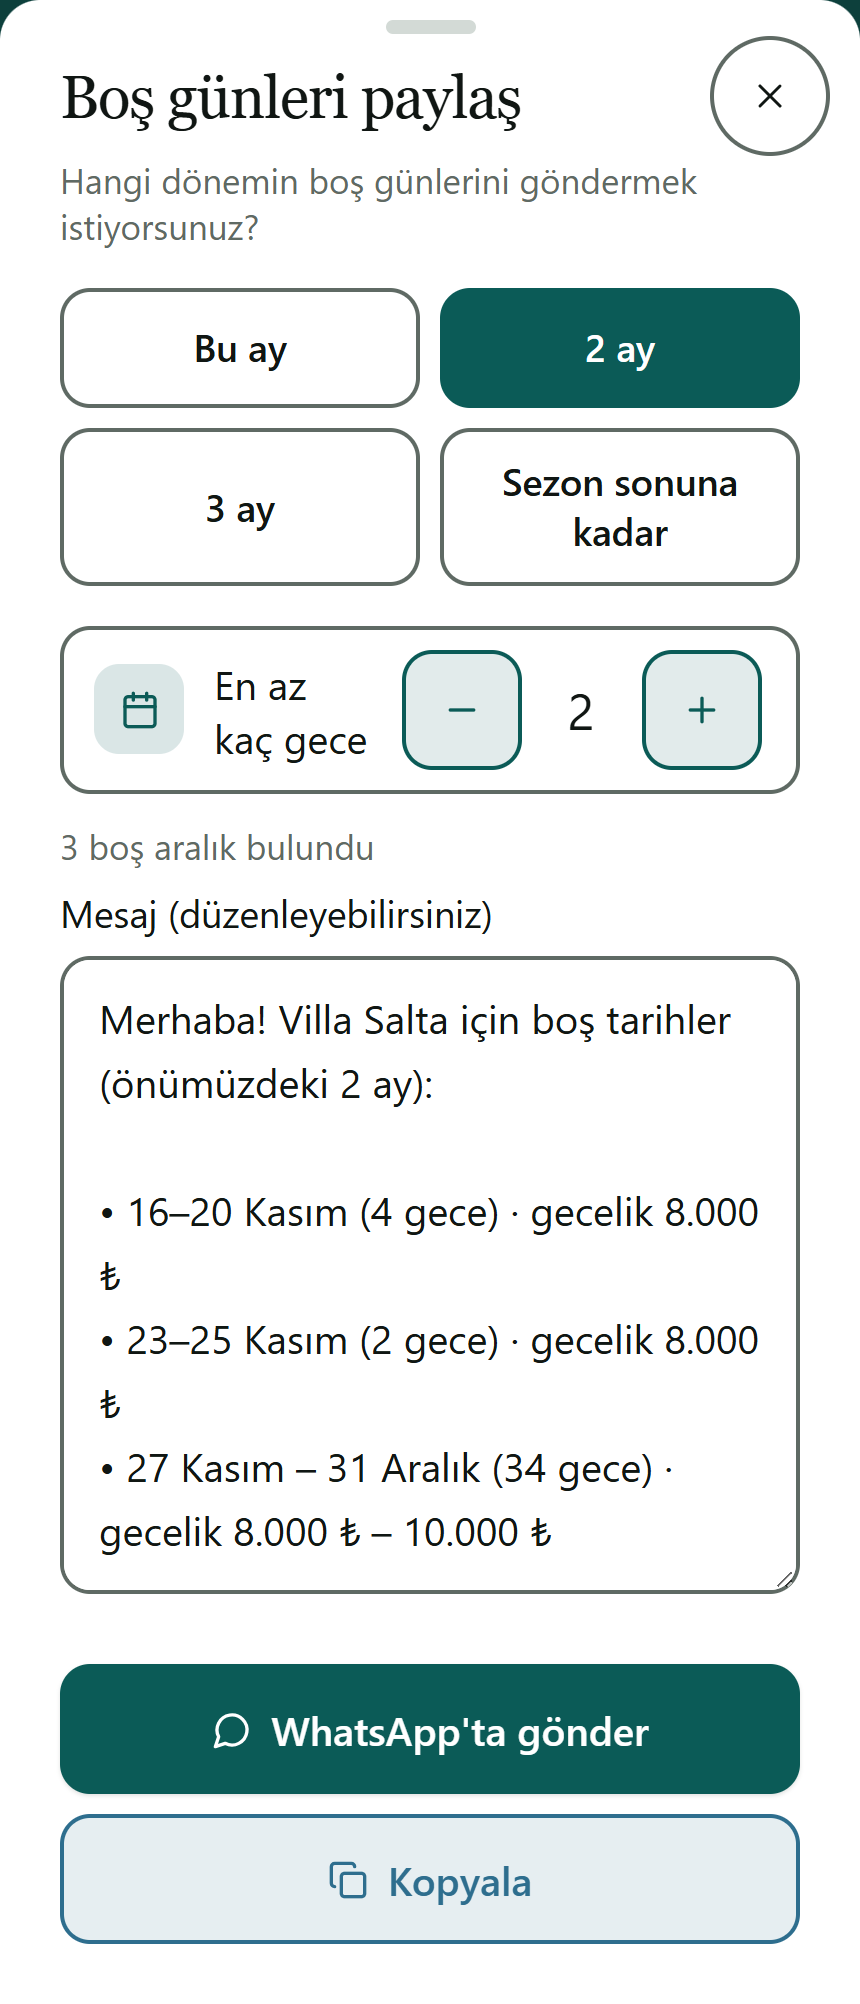 Boş günleri paylaş
Hangi dönemin boş günlerini göndermek
istiyorsunuz?
Bu ay
2 ay
3 ay
Sezon sonuna
kadar
En az
kaç gece
2
3 boş aralık bulundu
Mesaj (düzenleyebilirsiniz)
Merhaba! Villa Salta için boş tarihler
(önümüzdeki 2 ay):
• 16–20 Kasım (4 gece) · gecelik 8.000
₺
• 23–25 Kasım (2 gece) · gecelik 8.000
₺
• 27 Kasım – 31 Aralık (34 gece) ·
gecelik 8.000 ₺ – 10.000 ₺
WhatsApp'ta gönder
Kopyala